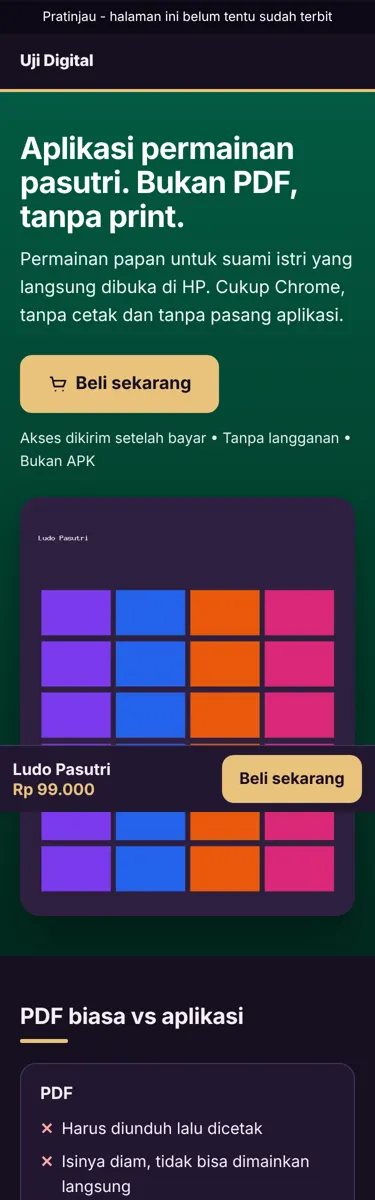 Pratinjau - halaman ini belum tentu sudah terbit
Uji Digital
Aplikasi permainan
pasutri. Bukan PDF,
tanpa print.
Permainan papan untuk suami istri yang
langsung dibuka di HP. Cukup Chrome,
tanpa cetak dan tanpa pasang aplikasi.
Beli sekarang
Akses dikirim setelah bayar • Tanpa langganan •
Bukan APK
Ludo Pasutri
Ludo Pasutri
Rp 99.000
Beli sekarang
PDF biasa vs aplikasi
PDF
✕ Harus diunduh lalu dicetak
✕ Isinya diam, tidak bisa dimainkan
langsung